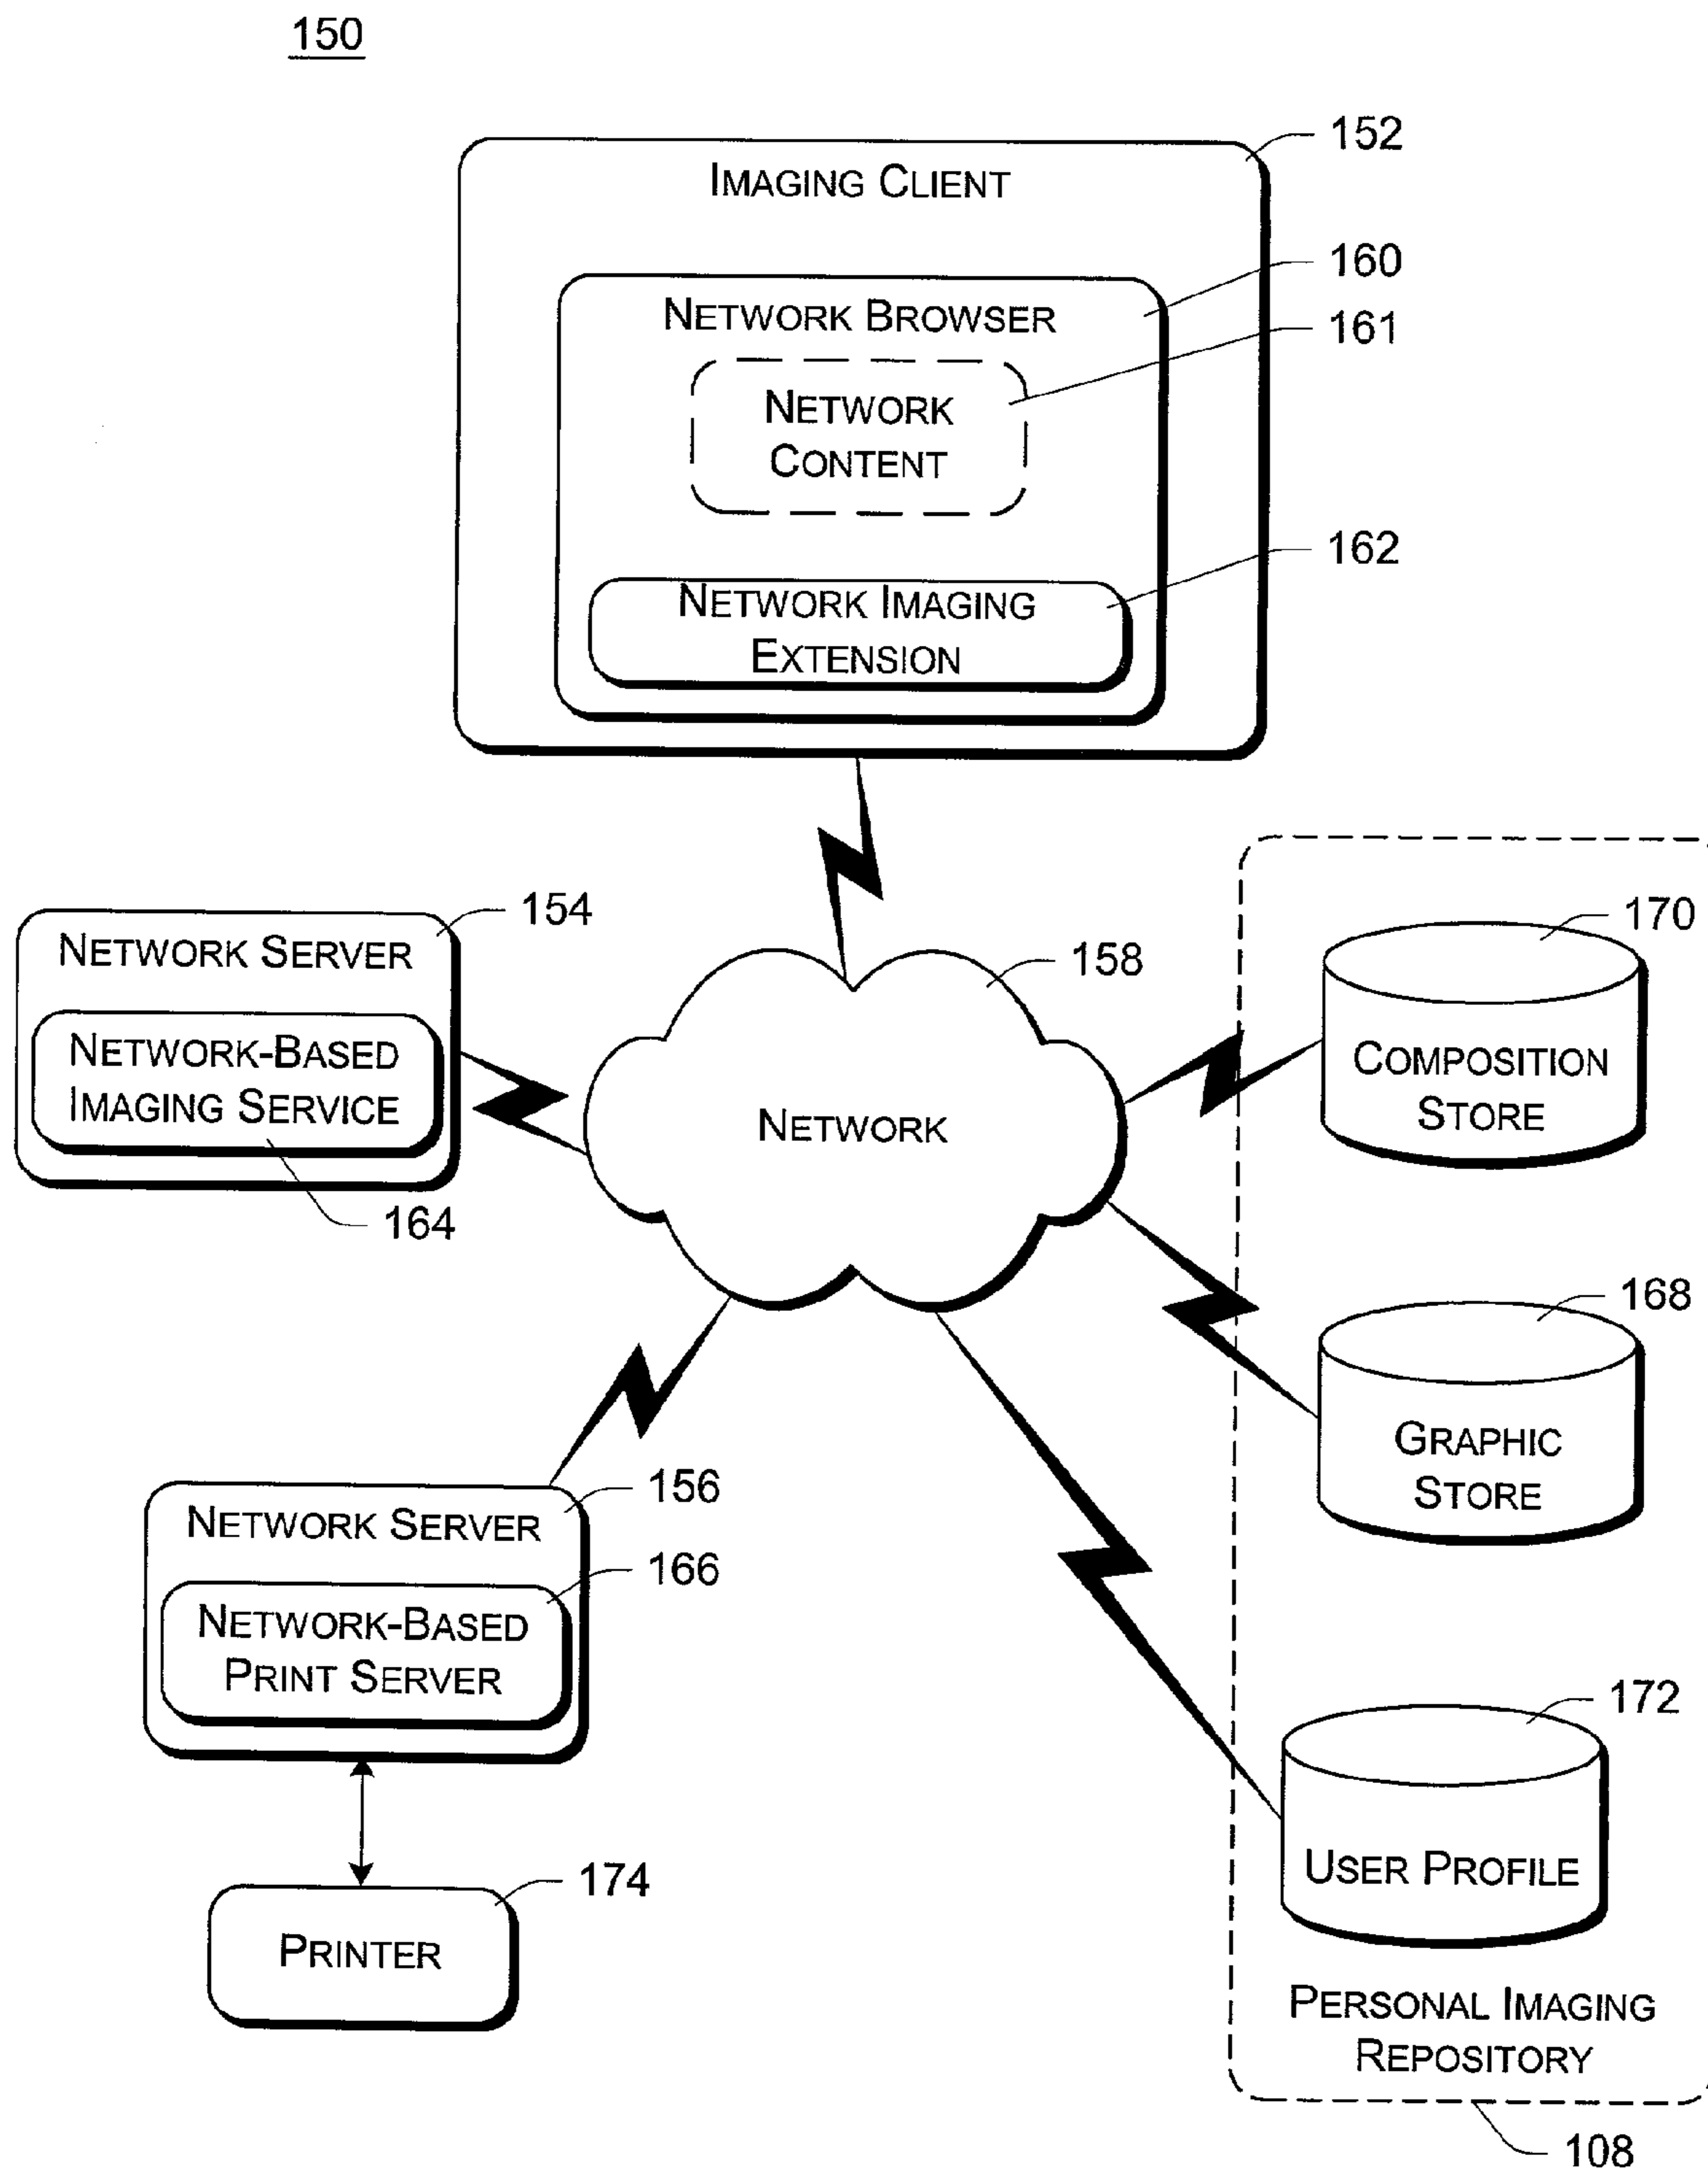 150
152
IMAGING CLIENT
160
NETWORK BROWSER
161
NETWORK
CONTENT
162
NETWORK IMAGING
EXTENSION
154
NETWORK SERVER
NETWORK-BASED
IMAGING SERVICE
164
158
NETWORK
170
COMPOSITION
STORE
168
GRAPHIC
STORE
156
NETWORK SERVER
166
NETWORK-BASED
PRINT SERVER
172
USER PROFILE
174
PRINTER
PERSONAL IMAGING
REPOSITORY
108